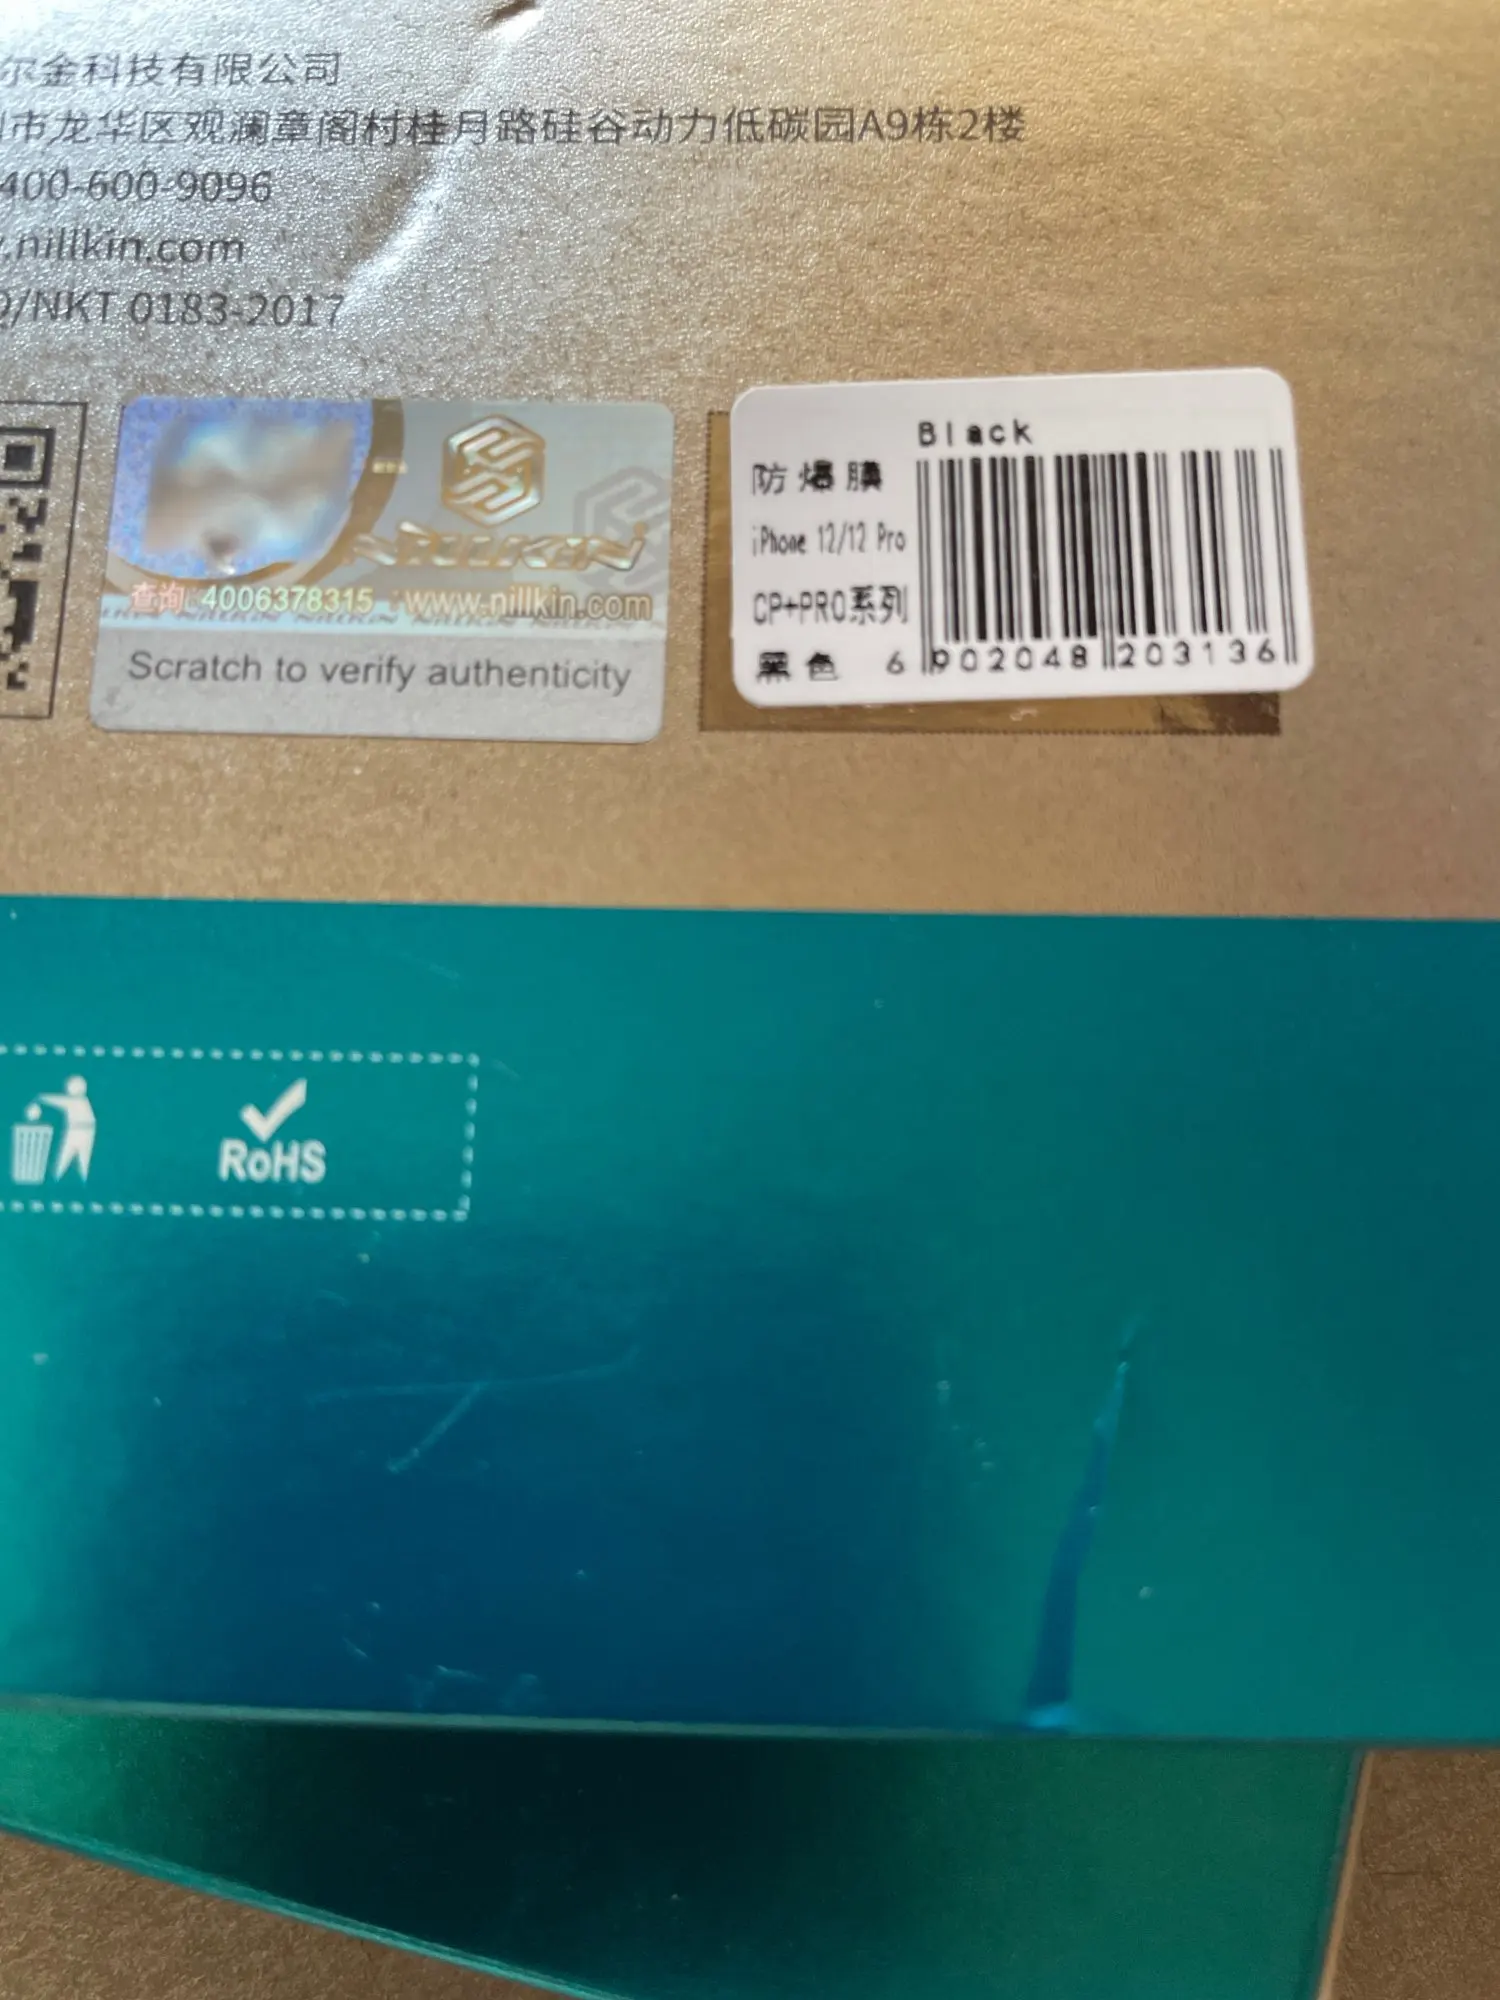 尔金科技有限公司
市龙华区观澜章阁村桂月路硅谷动力低碳园A9栋2楼
400-600-9096
.nillkin.com
/NKT 0183-2017
NILLKIN
查询 4006378315 www.nillkin.com
Scratch to verify authenticity
Black
防爆膜
iPhone 12/12 Pro
CP+PRO系列
黑色 6 902048 203136
RoHS